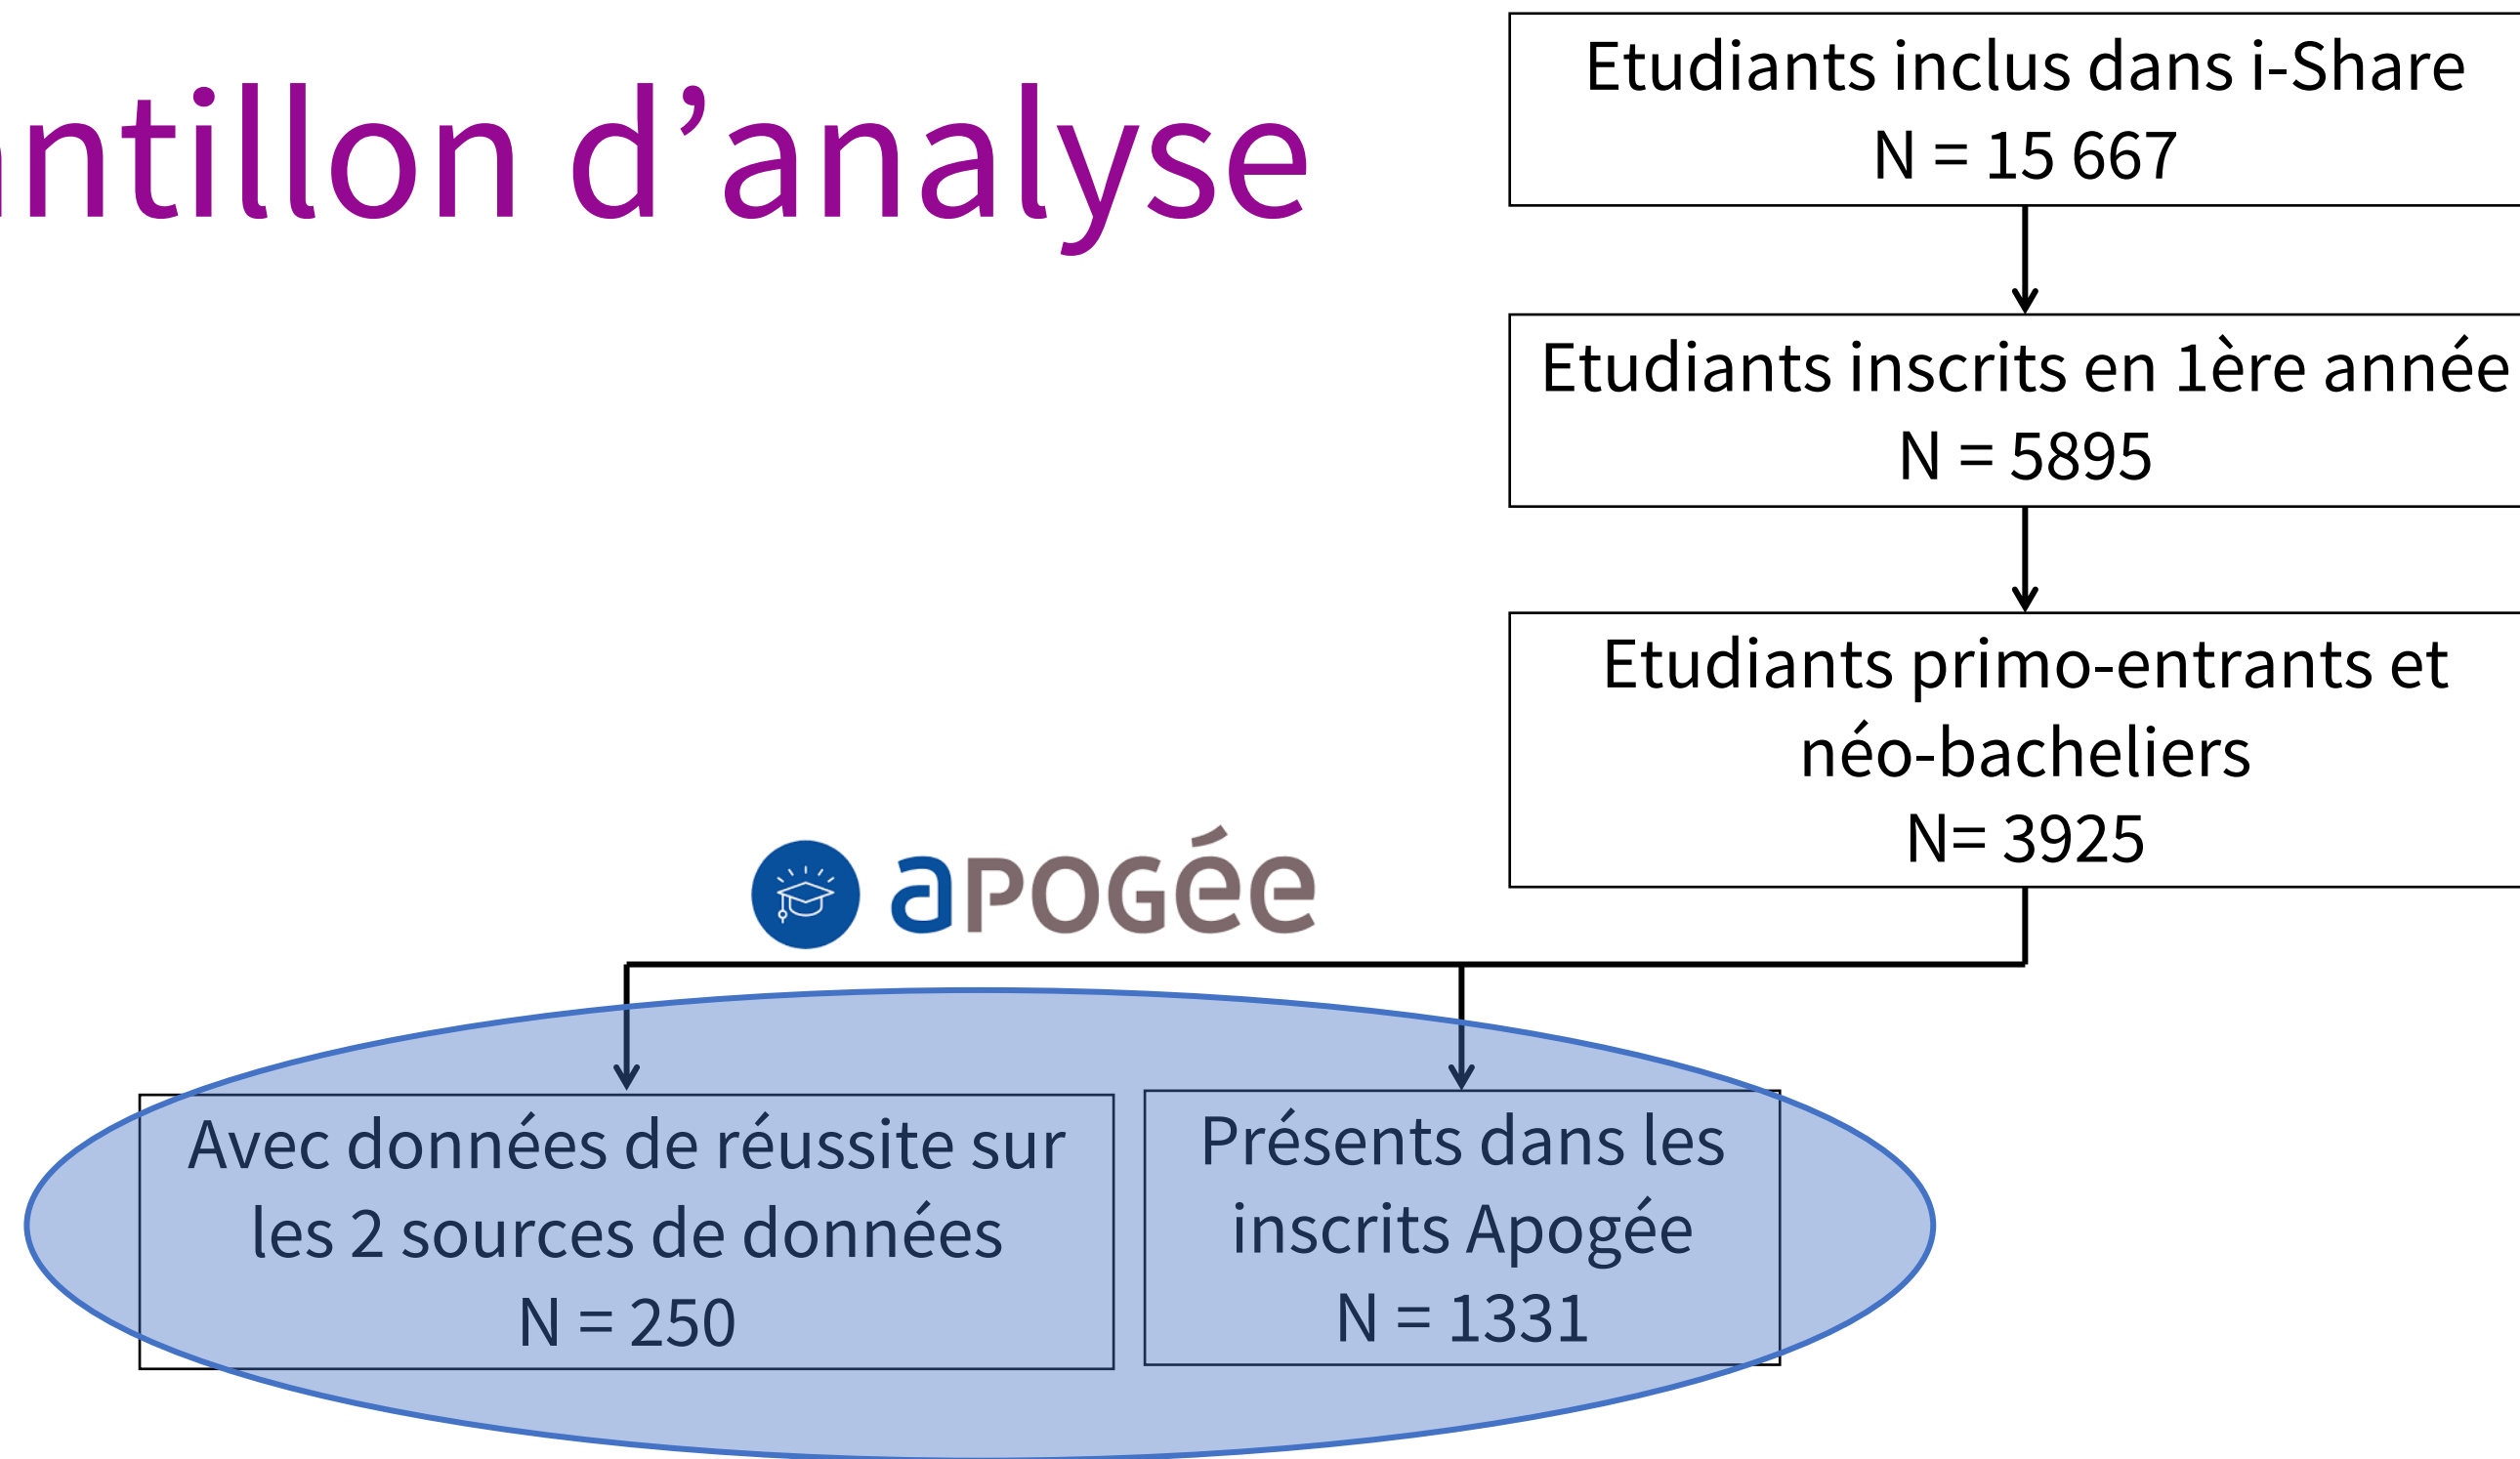 ntillon d’analyse
Etudiants inclus dans i-Share
N = 15 667
Etudiants inscrits en 1ère année
N = 5895
Etudiants primo-entrants et
néo-bacheliers
N= 3925
aPOGée
Avec données de réussite sur
les 2 sources de données
N = 250
Présents dans les
inscrits Apogée
N = 1331